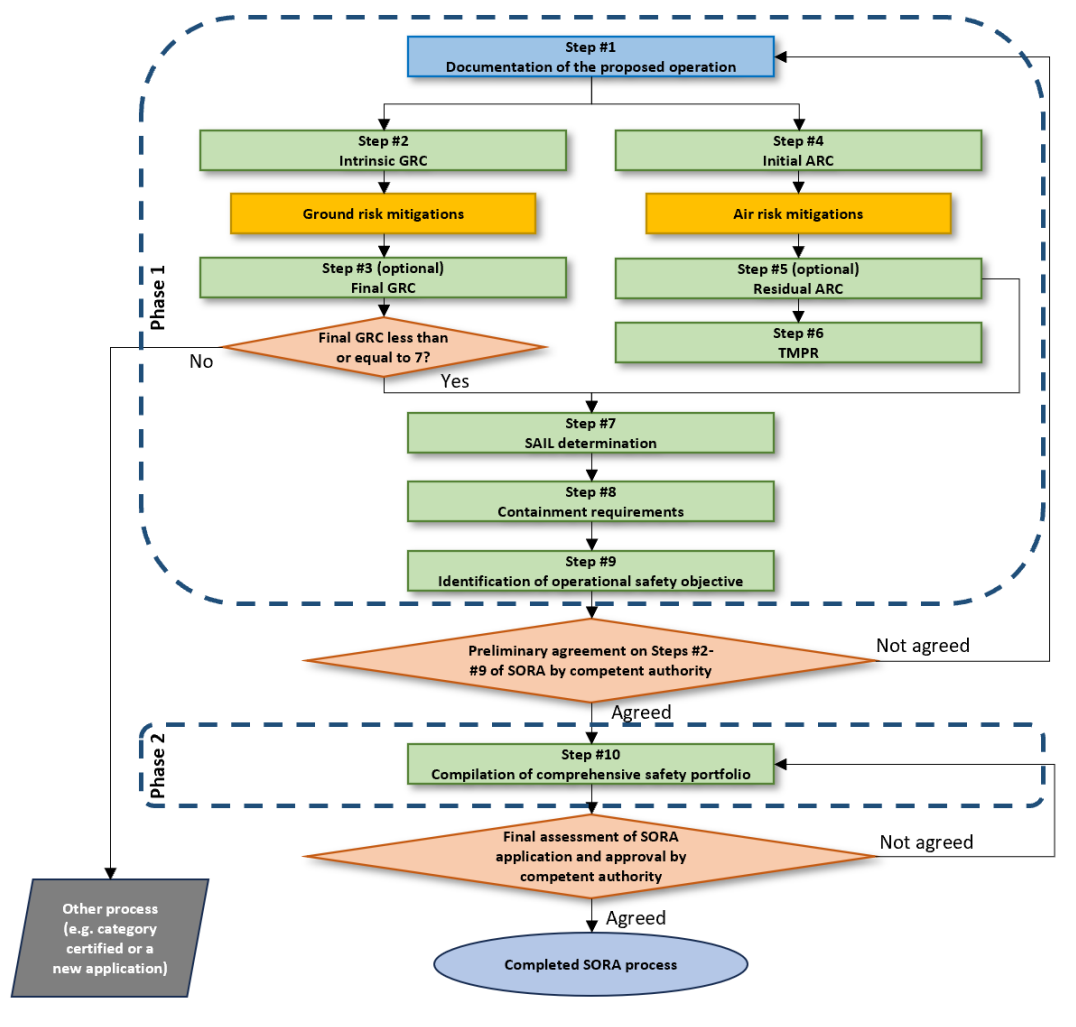 Step #1
Documentation of the proposed operation
Step #2
Intrinsic GRC
Step #4
Initial ARC
Ground risk mitigations
Air risk mitigations
Step #3 (optional)
Final GRC
Step #5 (optional)
Residual ARC
Phase 1
Final GRC less than
or equal to 7?
Step #6
TMPR
No
Yes
Step #7
SAIL determination
Step #8
Containment requirements
Step #9
Identification of operational safety objective
Preliminary agreement on Steps #2-
#9 of SORA by competent authority
Not agreed
Agreed
Phase 2
Step #10
Compilation of comprehensive safety portfolio
Final assessment of SORA
application and approval by
competent authority
Not agreed
Agreed
Other process
(e.g. category
certified or a
new application)
Completed SORA process